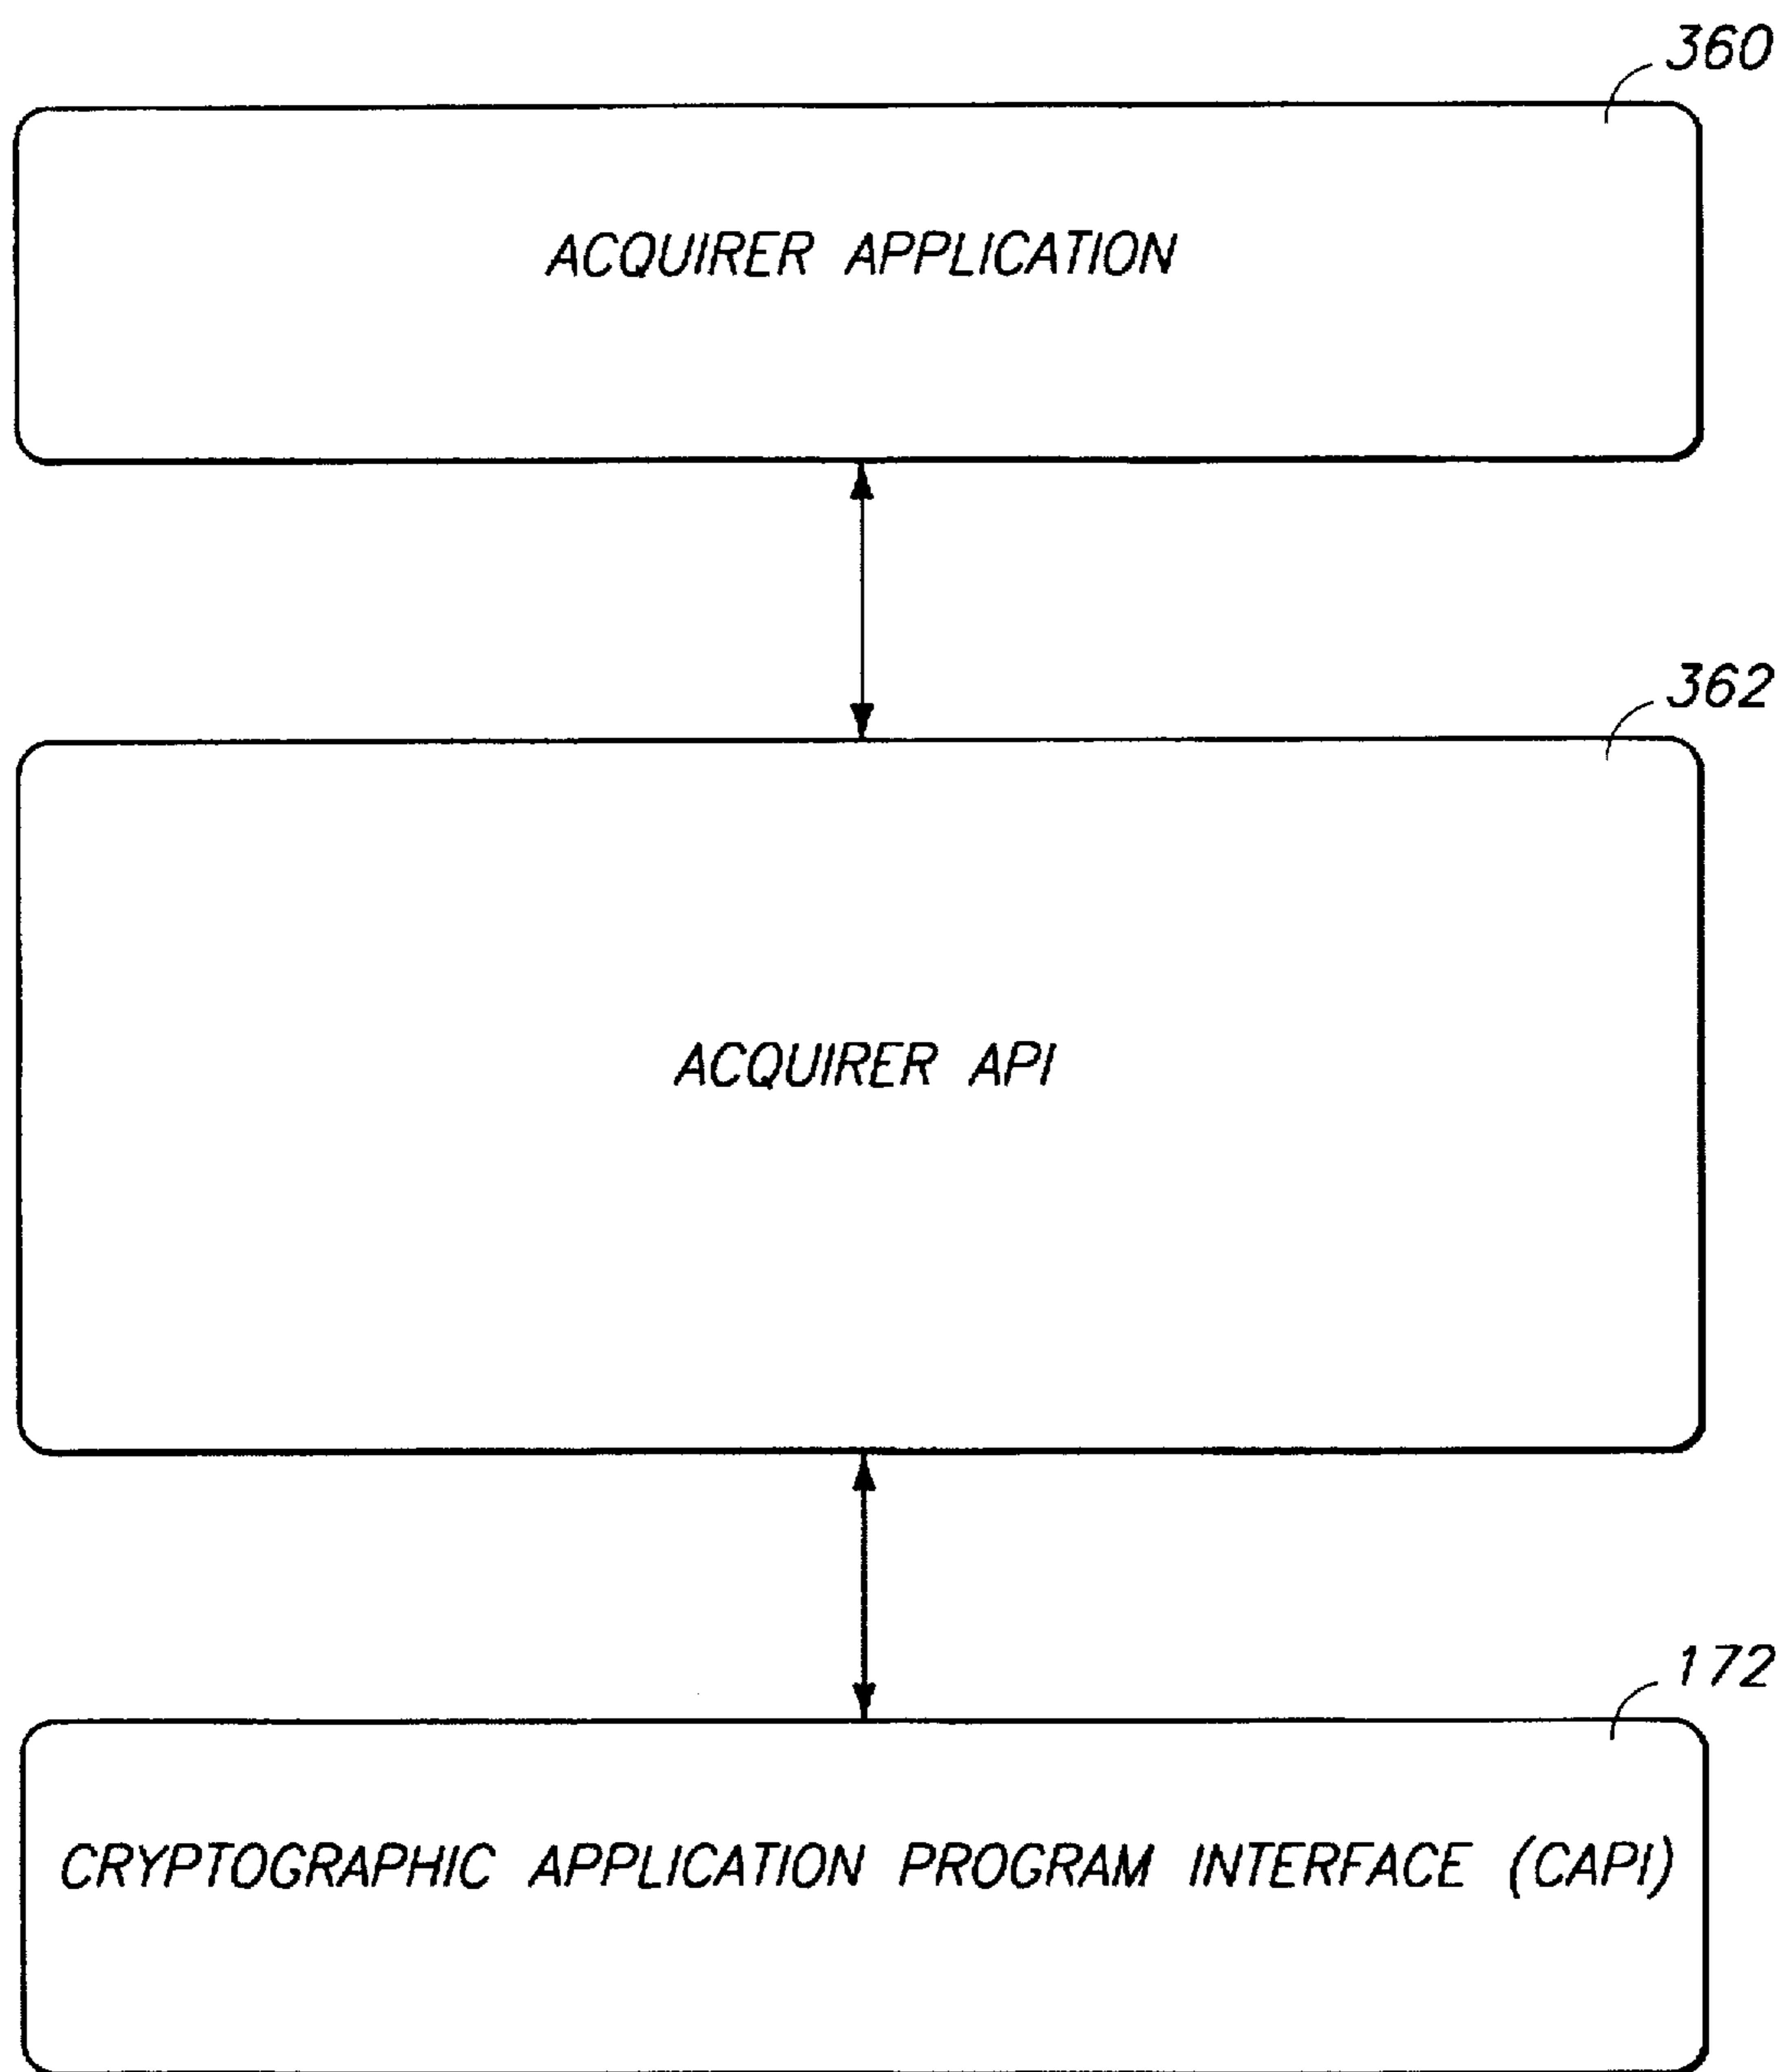 360
ACQUIRER APPLICATION
362
ACQUIRER API
172
CRYPTOGRAPHIC APPLICATION PROGRAM INTERFACE (CAPI)